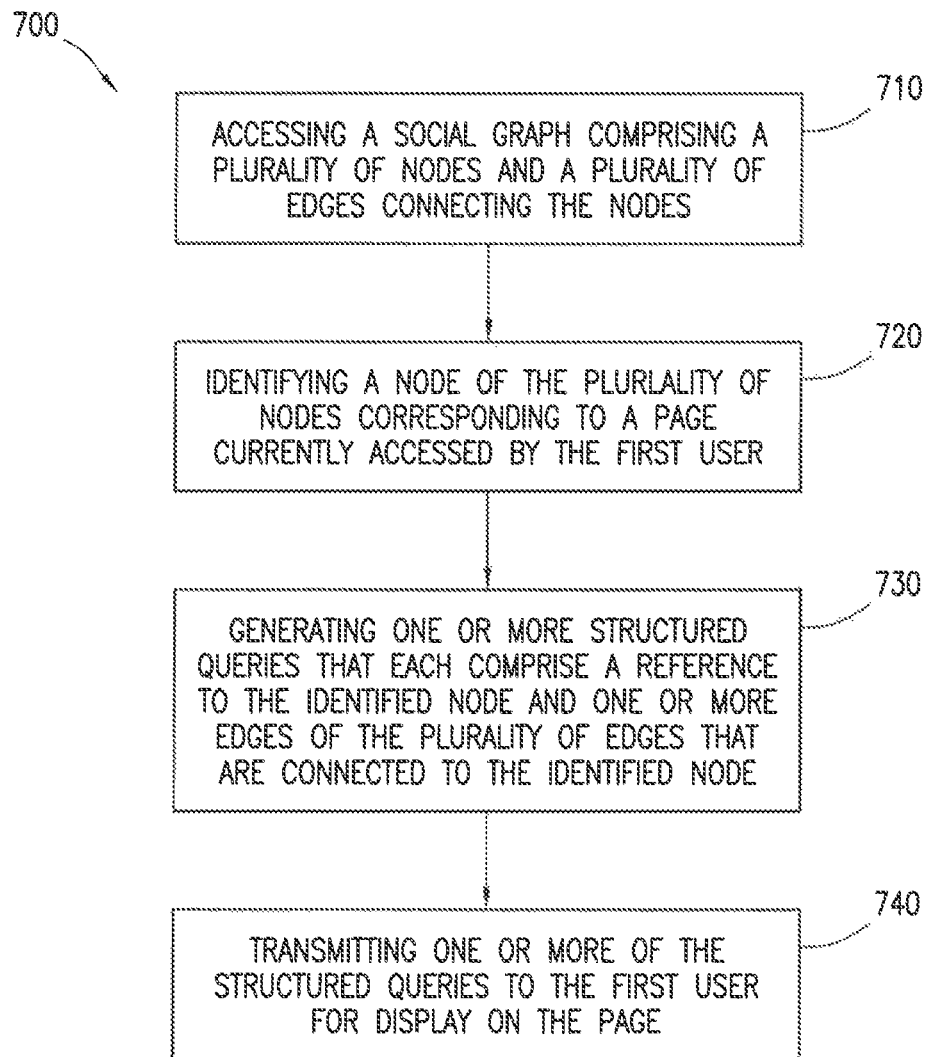 700
710
ACCESSING A SOCIAL GRAPH COMPRISING A
PLURALITY OF NODES AND A PLURALITY OF
EDGES CONNECTING THE NODES
720
IDENTIFYING A NODE OF THE PLURLALITY OF
NODES CORRESPONDING TO A PAGE
CURRENTLY ACCESSED BY THE FIRST USER
730
GENERATING ONE OR MORE STRUCTURED
QUERIES THAT EACH COMPRISE A REFERENCE
TO THE IDENTIFIED NODE AND ONE OR MORE
EDGES OF THE PLURALITY OF EDGES THAT
ARE CONNECTED TO THE IDENTIFIED NODE
740
TRANSMITTING ONE OR MORE OF THE
STRUCTURED QUERIES TO THE FIRST USER
FOR DISPLAY ON THE PAGE